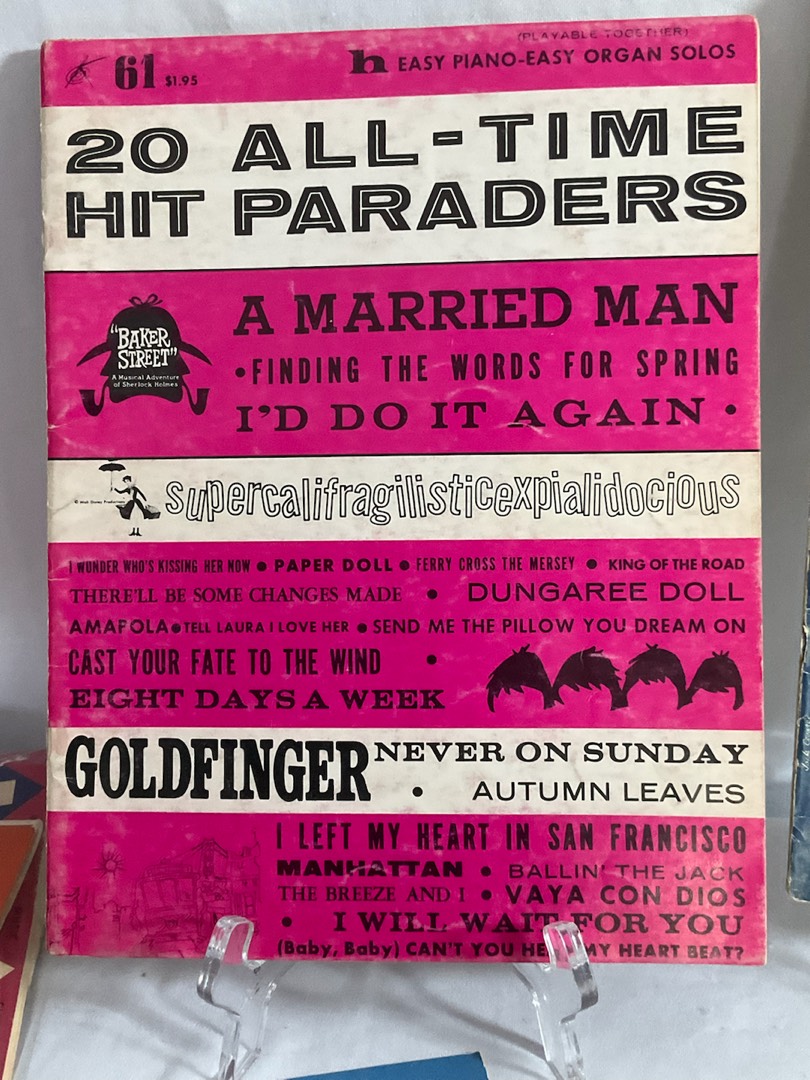 (PLAYABLE TOGETHER)
61 $1.95 h EASY PIANO-EASY ORGAN SOLOS
20 ALL-TIME
HIT PARADERS
"BAKER
STREET"
A Musical Adventure
of Sherlock Holmes
A MARRIED MAN
•FINDING THE WORDS FOR SPRING
I'D DO IT AGAIN •
© Walt Disney Productions
supercalifragilisticexpialidocious
I WONDER WHO'S KISSING HER NOW • PAPER DOLL • FERRY CROSS THE MERSEY • KING OF THE ROAD
THERE'LL BE SOME CHANGES MADE • DUNGAREE DOLL
AMAPOLA • TELL LAURA I LOVE HER • SEND ME THE PILLOW YOU DREAM ON
CAST YOUR FATE TO THE WIND •
EIGHT DAYS A WEEK
GOLDFINGER NEVER ON SUNDAY
• AUTUMN LEAVES
I LEFT MY HEART IN SAN FRANCISCO
MANHATTAN • BALLIN' THE JACK
THE BREEZE AND I • VAYA CON DIOS
• I WILL WAIT FOR YOU
(Baby, Baby) CAN'T YOU HE MY HEART BEAT?